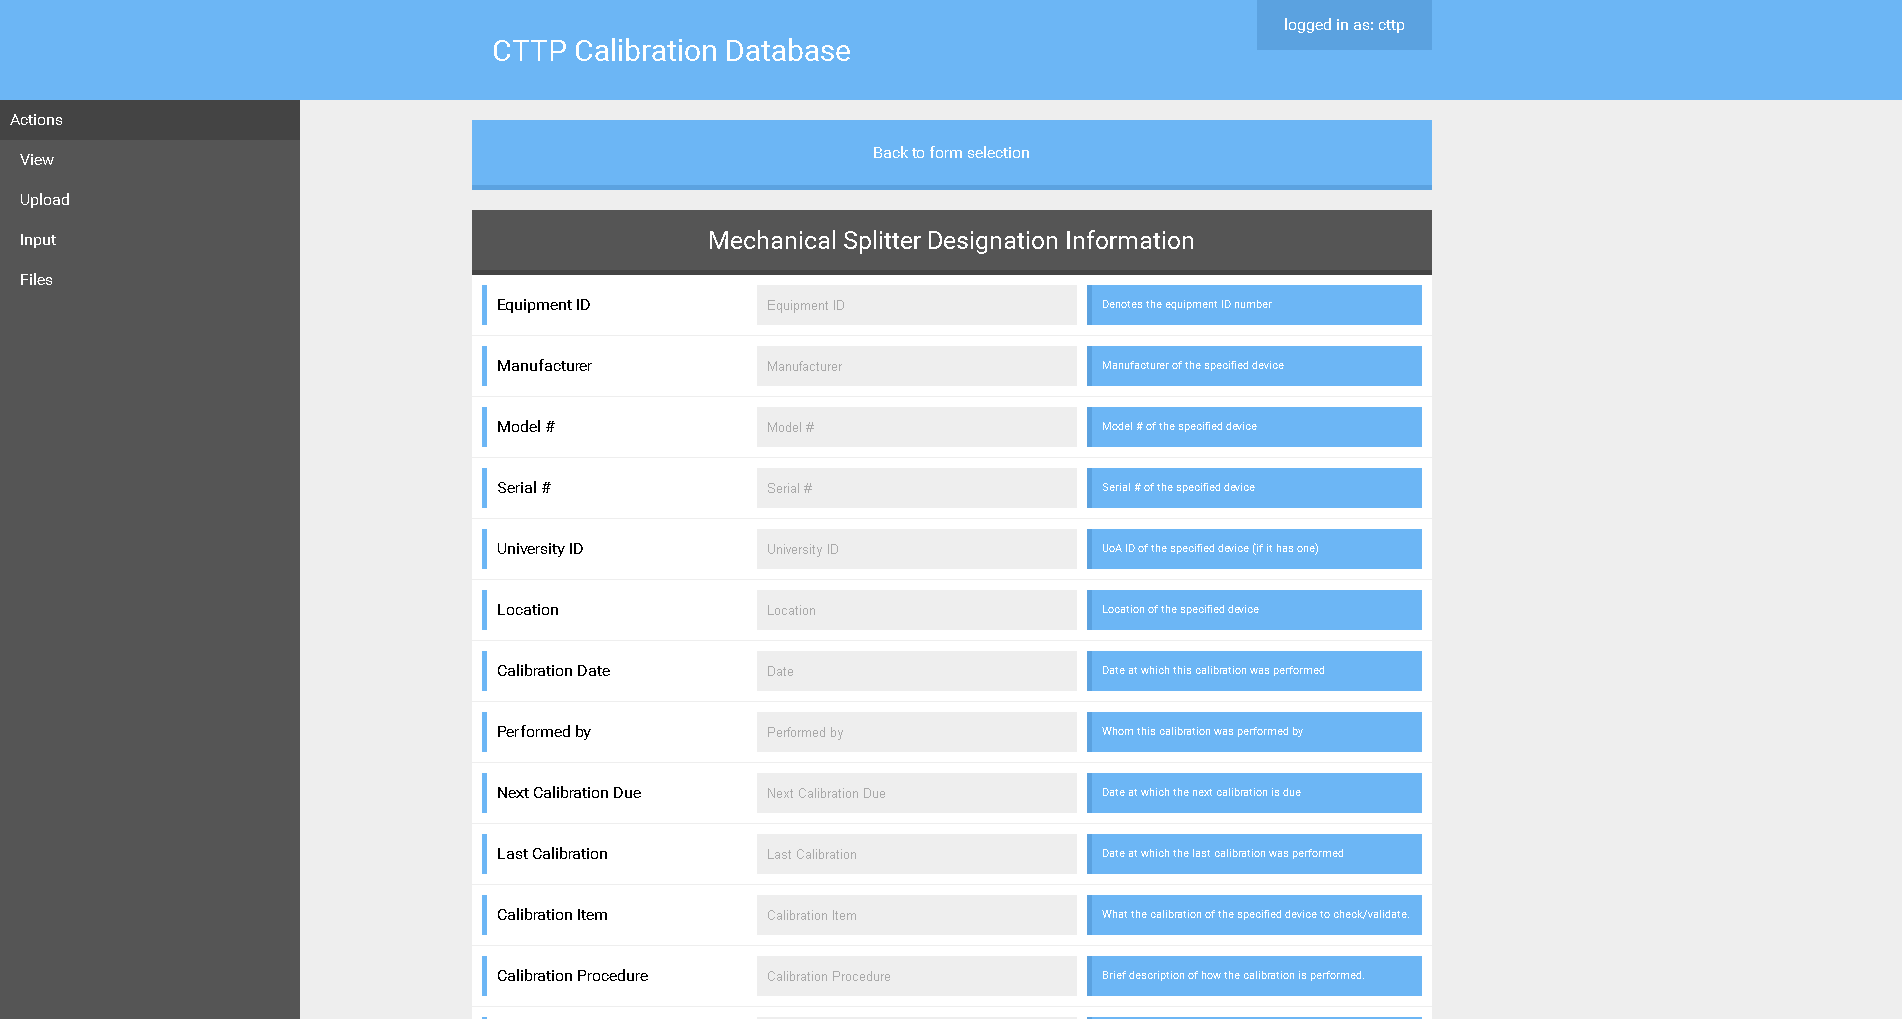 CTTP Calibration Database
logged in as: cttp
Actions
View
Upload
Input
Files
Back to form selection
Mechanical Splitter Designation Information
Equipment ID
Equipment ID
Denotes the equipment ID number
Manufacturer
Manufacturer
Manufacturer of the specified device
Model #
Model #
Model # of the specified device
Serial #
Serial #
Serial # of the specified device
University ID
University ID
UoA ID of the specified device (if it has one)
Location
Location
Location of the specified device
Calibration Date
Date
Date at which this calibration was performed
Performed by
Performed by
Whom this calibration was performed by
Next Calibration Due
Next Calibration Due
Date at which the next calibration is due
Last Calibration
Last Calibration
Date at which the last calibration was performed
Calibration Item
Calibration Item
What the calibration of the specified device to check/validate.
Calibration Procedure
Calibration Procedure
Brief description of how the calibration is performed.